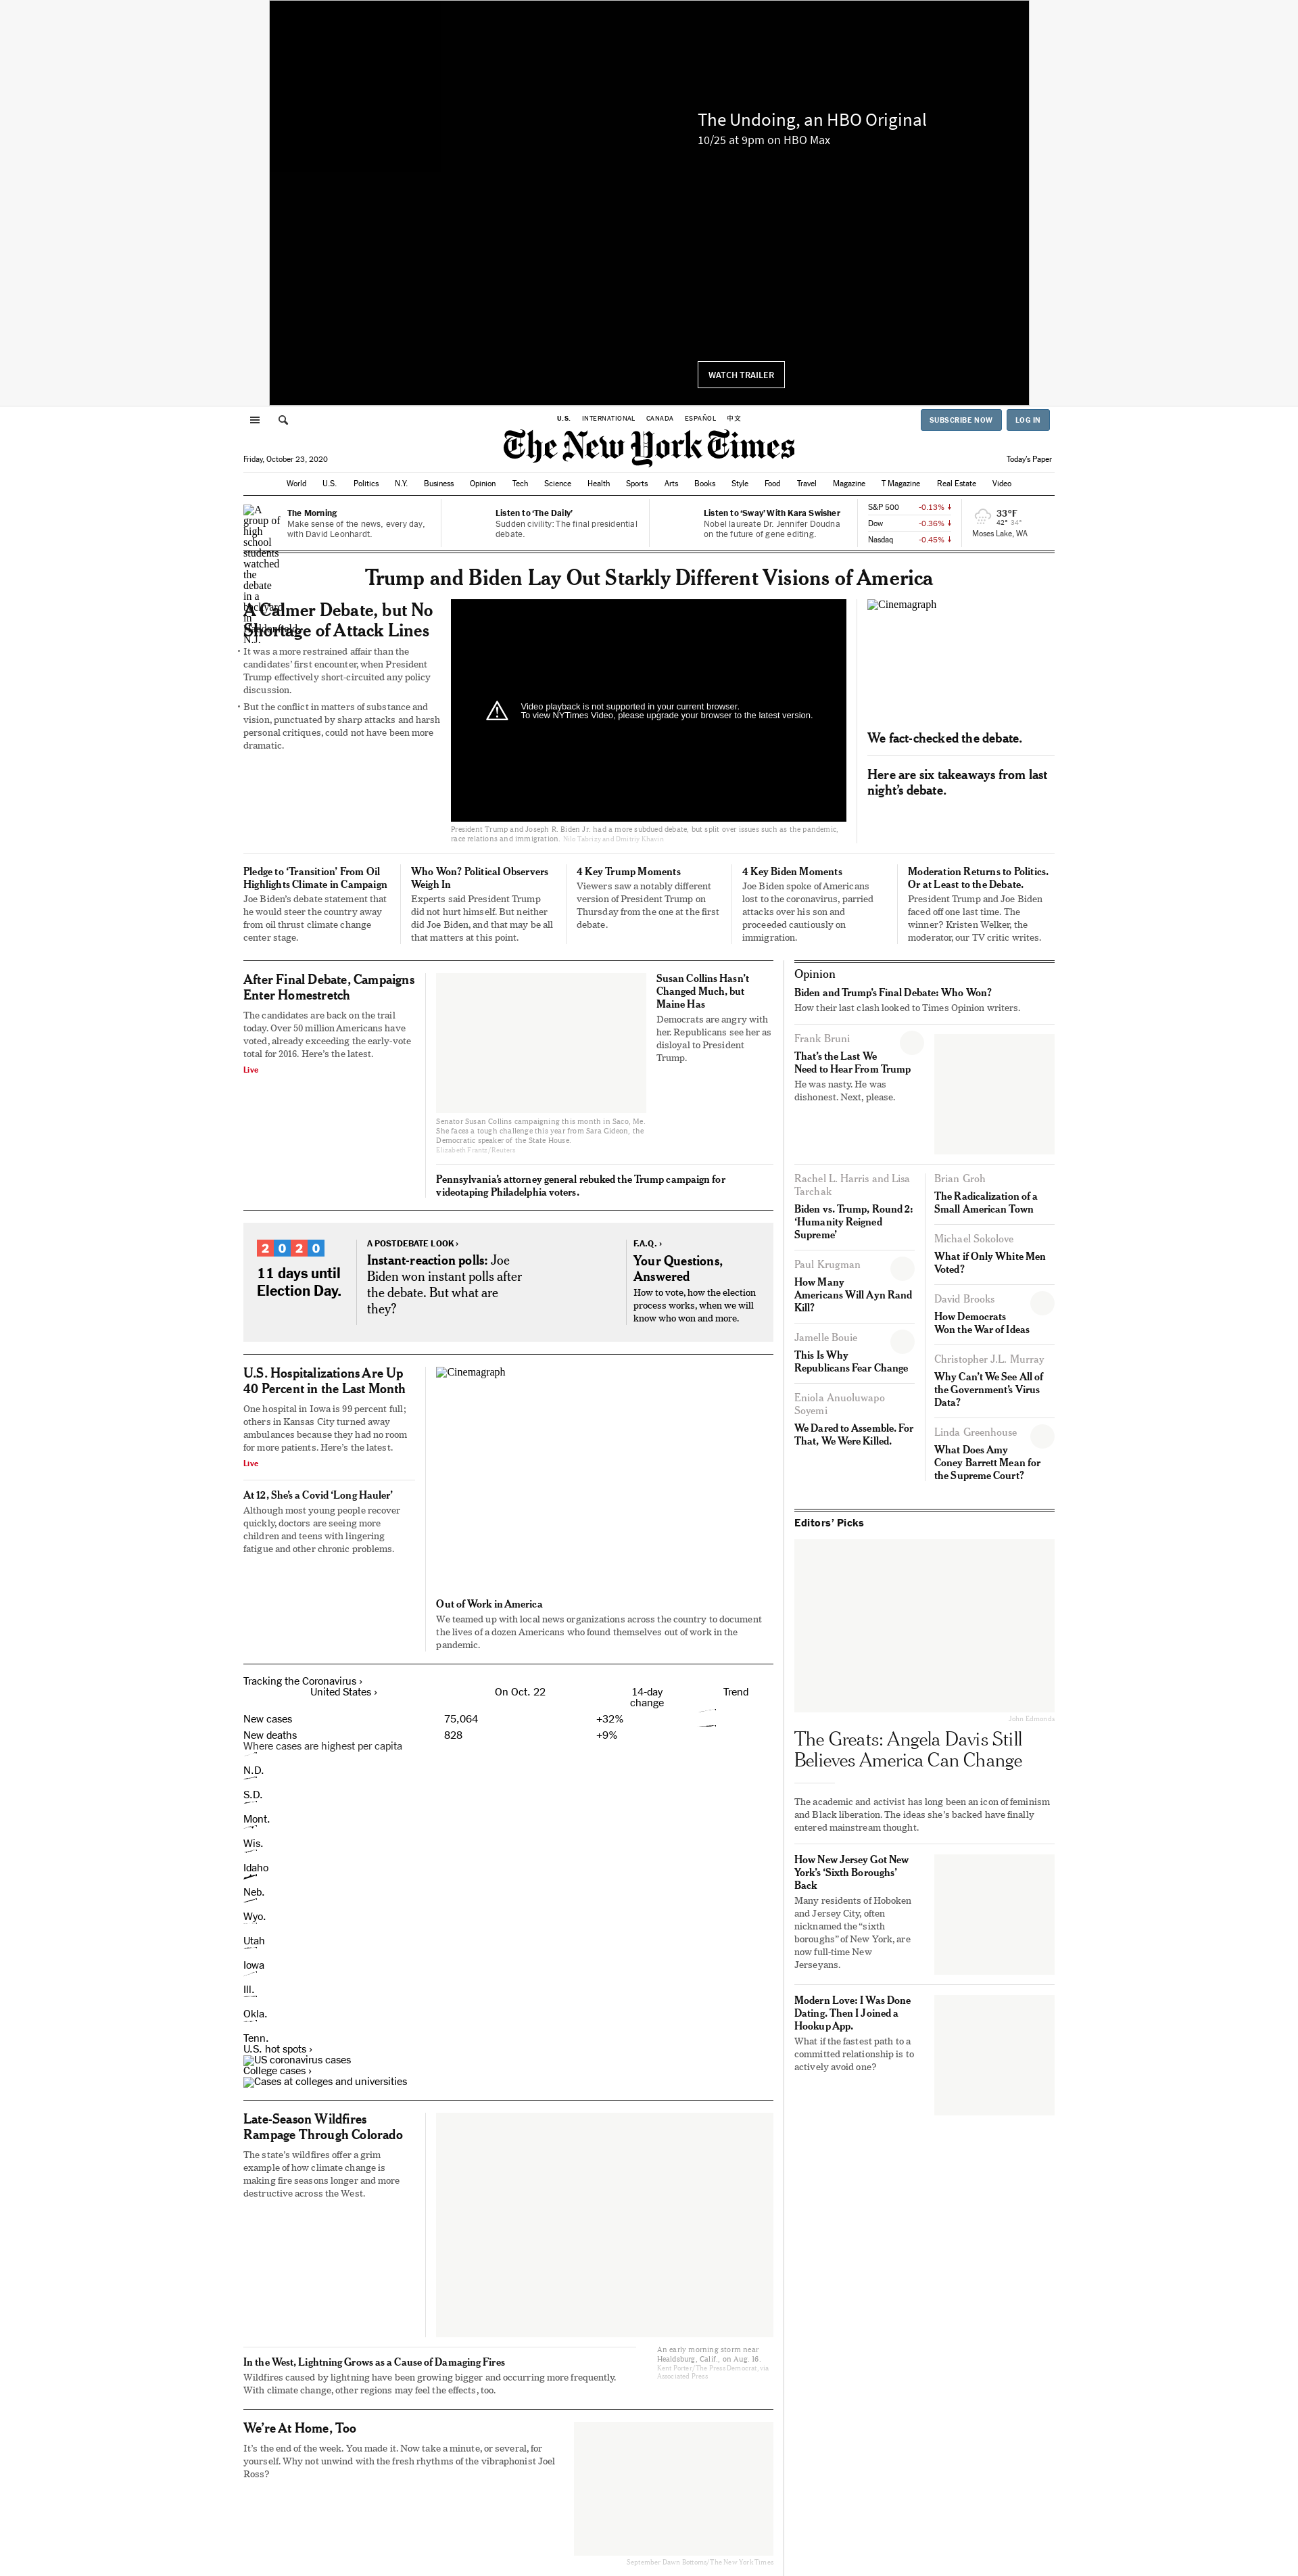 The Undoing, an HBO Original
10/25 at 9pm on HBO Max
WATCH TRAILER
U.S. INTERNATIONAL CANADA ESPAÑOL 中文
SUBSCRIBE NOW LOG IN
The New York Times
Friday, October 23, 2020
Today's Paper
World U.S. Politics N.Y. Business Opinion Tech Science Health Sports Arts Books Style Food Travel Magazine T Magazine Real Estate Video
A
group of
high
school
students
watched
the
debate
in a
backyard
in
Haddonfield,
N.J.
The Morning
Make sense of the news, every day,
with David Leonhardt.
Listen to ‘The Daily’
Sudden civility: The final presidential
debate.
Listen to ‘Sway’ With Kara Swisher
Nobel laureate Dr. Jennifer Doudna
on the future of gene editing.
S&P 500 -0.13% ↓
Dow -0.36% ↓
Nasdaq -0.45% ↓
33°F
42° 34°
Moses Lake, WA
Trump and Biden Lay Out Starkly Different Visions of America
A Calmer Debate, but No
Shortage of Attack Lines
• It was a more restrained affair than the
candidates’ first encounter, when President
Trump effectively short-circuited any policy
discussion.
• But the conflict in matters of substance and
vision, punctuated by sharp attacks and harsh
personal critiques, could not have been more
dramatic.
Video playback is not supported in your current browser.
To view NYTimes Video, please upgrade your browser to the latest version.
President Trump and Joseph R. Biden Jr. had a more subdued debate, but split over issues such as the pandemic,
race relations and immigration. Nilo Tabrizy and Dmitriy Khavin
Cinemagraph
We fact-checked the debate.
Here are six takeaways from last
night’s debate.
Pledge to ‘Transition’ From Oil
Highlights Climate in Campaign
Joe Biden’s debate statement that
he would steer the country away
from oil thrust climate change
center stage.
Who Won? Political Observers
Weigh In
Experts said President Trump
did not hurt himself. But neither
did Joe Biden, and that may be all
that matters at this point.
4 Key Trump Moments
Viewers saw a notably different
version of President Trump on
Thursday from the one at the first
debate.
4 Key Biden Moments
Joe Biden spoke of Americans
lost to the coronavirus, parried
attacks over his son and
proceeded cautiously on
immigration.
Moderation Returns to Politics.
Or at Least to the Debate.
President Trump and Joe Biden
faced off one last time. The
winner? Kristen Welker, the
moderator, our TV critic writes.
After Final Debate, Campaigns
Enter Homestretch
The candidates are back on the trail
today. Over 50 million Americans have
voted, already exceeding the early-vote
total for 2016. Here’s the latest.
Live
Senator Susan Collins campaigning this month in Saco, Me.
She faces a tough challenge this year from Sara Gideon, the
Democratic speaker of the State House.
Elizabeth Frantz/Reuters
Susan Collins Hasn’t
Changed Much, but
Maine Has
Democrats are angry with
her. Republicans see her as
disloyal to President
Trump.
Pennsylvania’s attorney general rebuked the Trump campaign for
videotaping Philadelphia voters.
2020
11 days until
Election Day.
A POSTDEBATE LOOK ›
Instant-reaction polls: Joe
Biden won instant polls after
the debate. But what are
they?
F.A.Q. ›
Your Questions,
Answered
How to vote, how the election
process works, when we will
know who won and more.
U.S. Hospitalizations Are Up
40 Percent in the Last Month
One hospital in Iowa is 99 percent full;
others in Kansas City turned away
ambulances because they had no room
for more patients. Here’s the latest.
Live
At 12, She’s a Covid ‘Long Hauler’
Although most young people recover
quickly, doctors are seeing more
children and teens with lingering
fatigue and other chronic problems.
Cinemagraph
Out of Work in America
We teamed up with local news organizations across the country to document
the lives of a dozen Americans who found themselves out of work in the
pandemic.
Tracking the Coronavirus ›
United States › On Oct. 22 14-day
change Trend
New cases 75,064 +32%
New deaths 828 +9%
Where cases are highest per capita
N.D.
S.D.
Mont.
Wis.
Idaho
Neb.
Wyo.
Utah
Iowa
Ill.
Okla.
Tenn.
U.S. hot spots ›
US coronavirus cases
College cases ›
Cases at colleges and universities
Late-Season Wildfires
Rampage Through Colorado
The state’s wildfires offer a grim
example of how climate change is
making fire seasons longer and more
destructive across the West.
In the West, Lightning Grows as a Cause of Damaging Fires
Wildfires caused by lightning have been growing bigger and occurring more frequently.
With climate change, other regions may feel the effects, too.
An early morning storm near
Healdsburg, Calif., on Aug. 16.
Kent Porter/The Press Democrat, via
Associated Press
We’re At Home, Too
It’s the end of the week. You made it. Now take a minute, or several, for
yourself. Why not unwind with the fresh rhythms of the vibraphonist Joel
Ross?
September Dawn Bottoms/The New York Times
Opinion
Biden and Trump’s Final Debate: Who Won?
How their last clash looked to Times Opinion writers.
Frank Bruni
That’s the Last We
Need to Hear From Trump
He was nasty. He was
dishonest. Next, please.
Rachel L. Harris and Lisa
Tarchak
Biden vs. Trump, Round 2:
‘Humanity Reigned
Supreme’
Paul Krugman
How Many
Americans Will Ayn Rand
Kill?
Jamelle Bouie
This Is Why
Republicans Fear Change
Eniola Anuoluwapo
Soyemi
We Dared to Assemble. For
That, We Were Killed.
Brian Groh
The Radicalization of a
Small American Town
Michael Sokolove
What if Only White Men
Voted?
David Brooks
How Democrats
Won the War of Ideas
Christopher J.L. Murray
Why Can’t We See All of
the Government’s Virus
Data?
Linda Greenhouse
What Does Amy
Coney Barrett Mean for
the Supreme Court?
Editors’ Picks
John Edmonds
The Greats: Angela Davis Still
Believes America Can Change
The academic and activist has long been an icon of feminism
and Black liberation. The ideas she’s backed have finally
entered mainstream thought.
How New Jersey Got New
York’s ‘Sixth Boroughs’
Back
Many residents of Hoboken
and Jersey City, often
nicknamed the “sixth
boroughs” of New York, are
now full-time New
Jerseyans.
Modern Love: I Was Done
Dating. Then I Joined a
Hookup App.
What if the fastest path to a
committed relationship is to
actively avoid one?